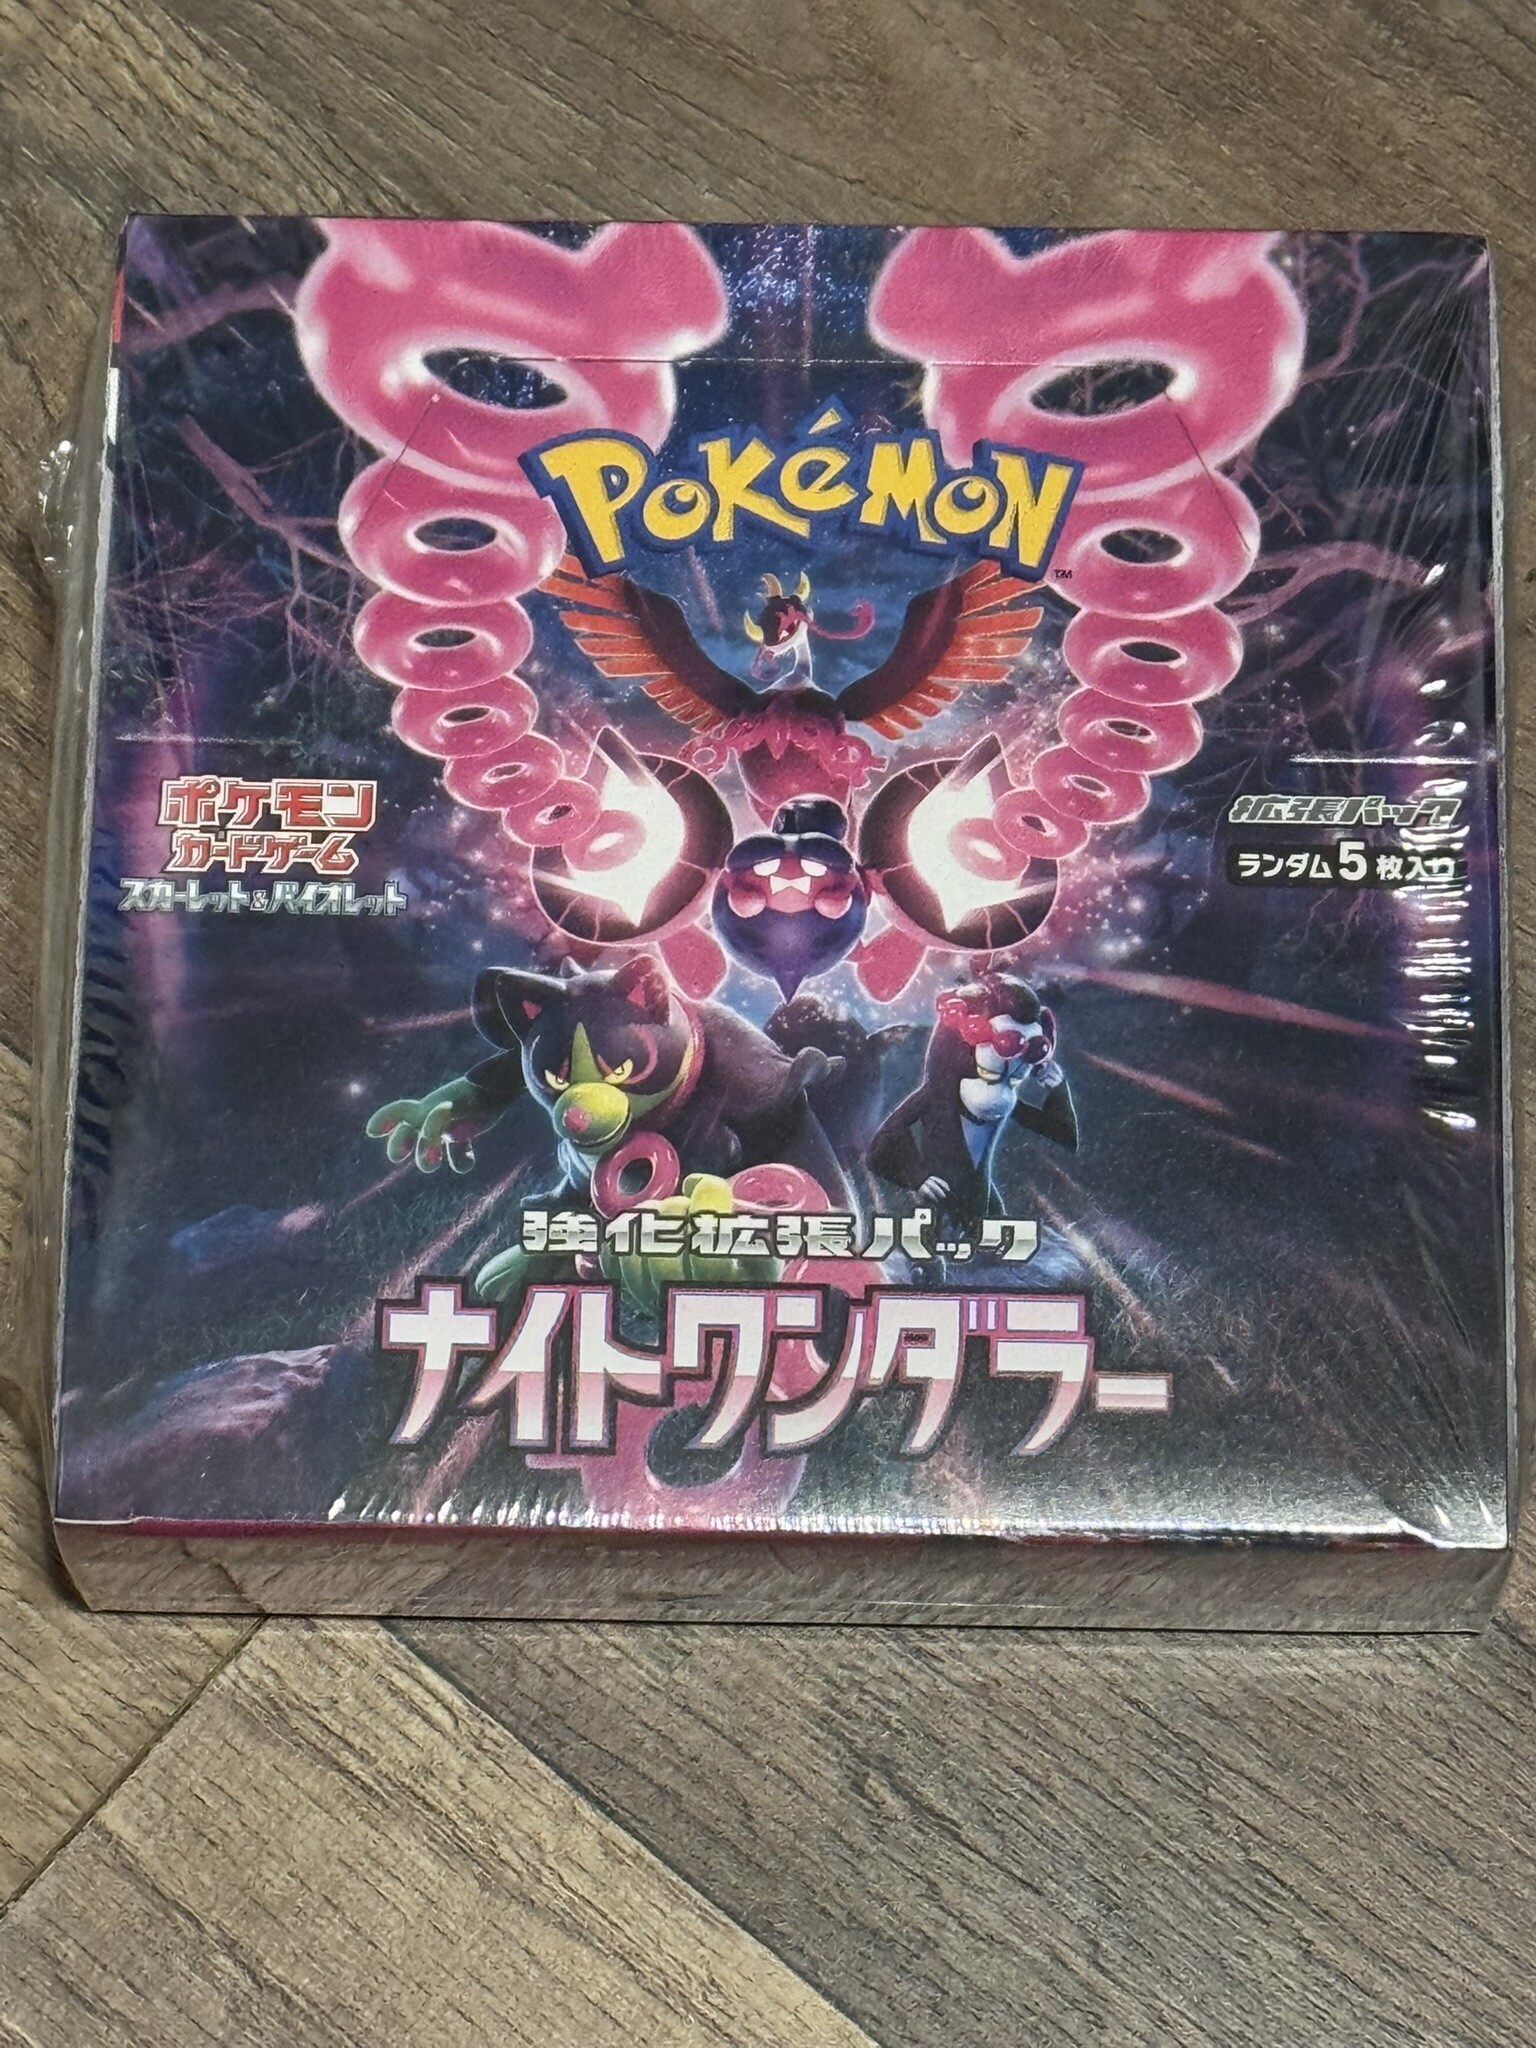 POKéMON
TM
ポケモン
カードゲーム
スカーレット&バイオレット
拡張パック
ランダム5枚入り
強化拡張パック
ナイトワンダラー